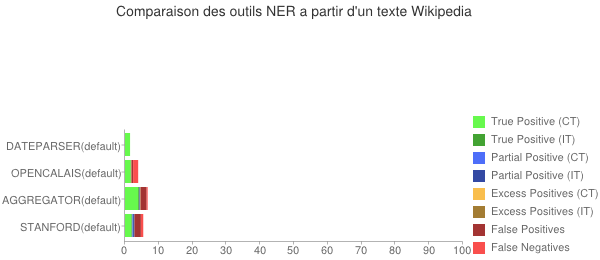 Comparaison des outils NER a partir d'un texte Wikipedia
DATEPARSER(default)
OPENCALAIS(default)
AGGREGATOR(default)
STANFORD(default)
0 10 20 30 40 50 60 70 80 90 100
True Positive (CT)
True Positive (IT)
Partial Positive (CT)
Partial Positive (IT)
Excess Positives (CT)
Excess Positives (IT)
False Positives
False Negatives